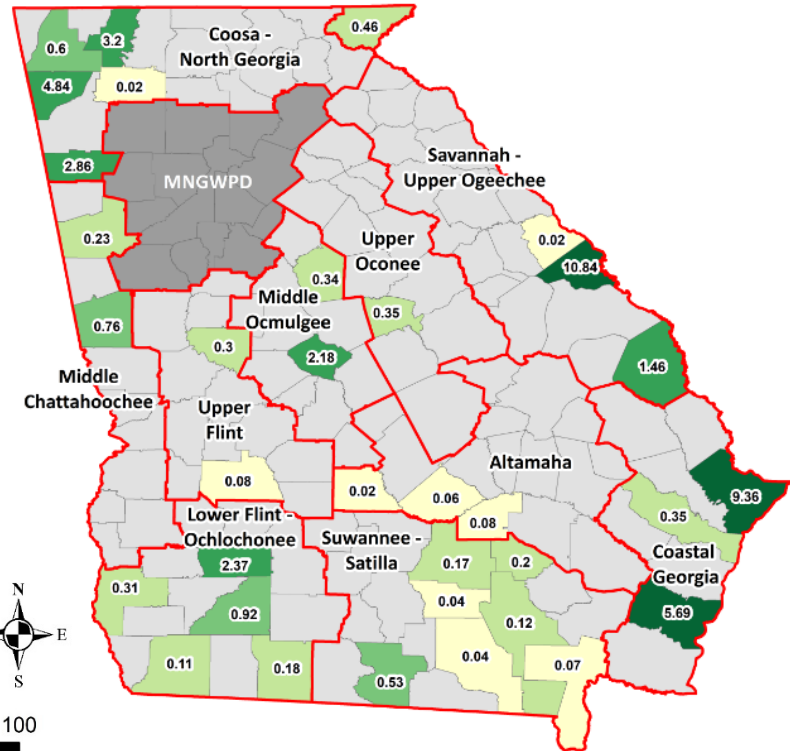 0.46
0.6
3.2
Coosa -
North Georgia
4.84
0.02
2.86
MNGWPD
Savannah -
Upper Ogeechee
0.23
0.02
Upper
Oconee
10.84
0.34
Middle
Ocmulgee
0.76
0.35
0.3
2.18
1.46
Middle
Chattahoochee
Upper
Flint
Altamaha
0.08
0.02
0.06
9.36
0.35
0.08
Lower Flint -
Ochlochonee
Suwannee -
Satilla
Coastal
Georgia
2.37
0.17
0.2
0.31
0.04
0.92
0.12
5.69
N
E
S
0.11
0.18
0.53
0.04
0.07
100